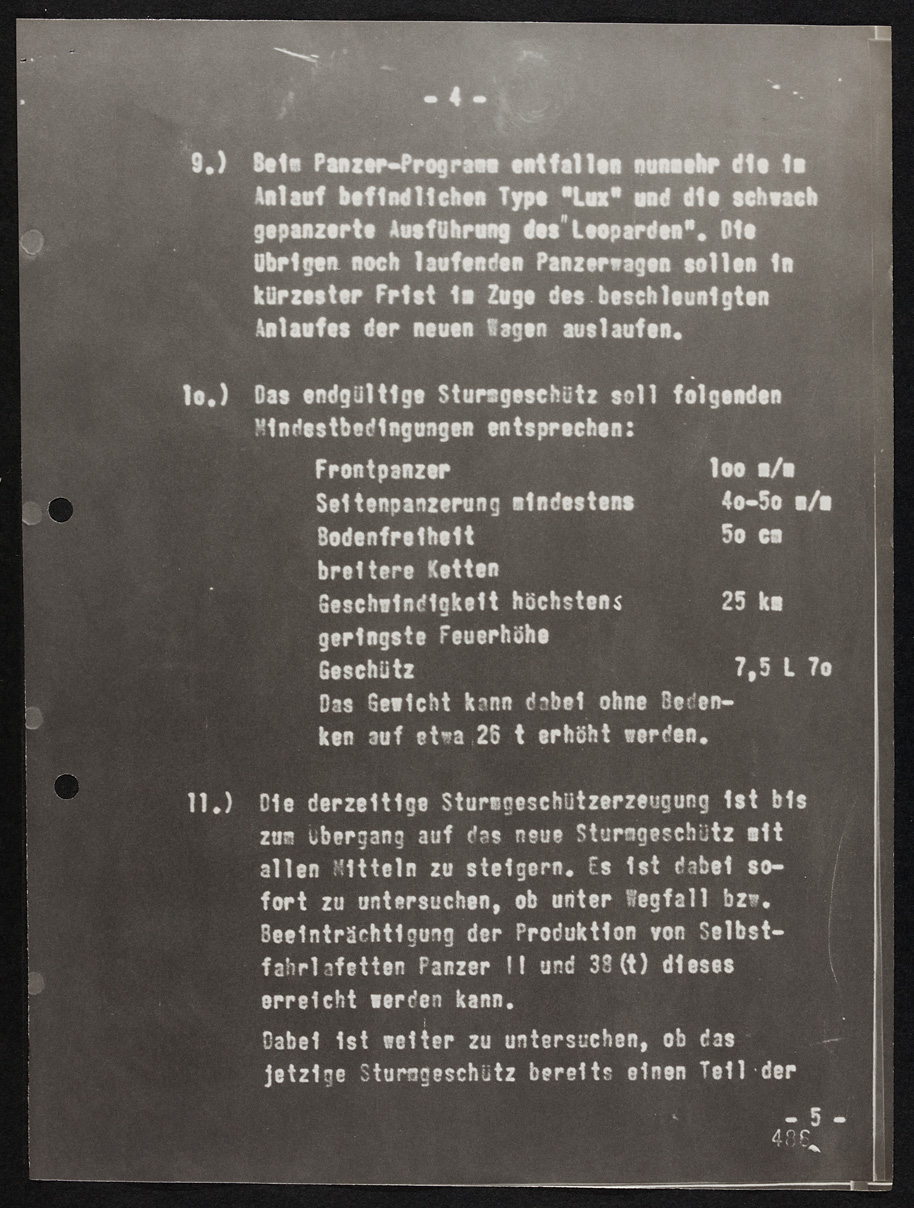 - 4 -
9.) Beim Panzer-Programm entfallen nunmehr die im
Anlauf befindlichen Type "Lux" und die schwach
gepanzerte Ausführung des "Leoparden". Die
übrigen noch laufenden Panzerwagen sollen in
kürzester Frist im Zuge des beschleunigten
Anlaufes der neuen Wagen auslaufen.
1o.) Das endgültige Sturmgeschütz soll folgenden
Mindestbedingungen entsprechen:
Frontpanzer 1oo m/m
Seitenpanzerung mindestens 4o-5o m/m
Bodenfreiheit 5o cm
breitere Ketten
Geschwindigkeit höchstens 25 km
geringste Feuerhöhe
Geschütz 7,5 L 7o
Das Gewicht kann dabei ohne Beden-
ken auf etwa 26 t erhöht werden.
11.) Die derzeitige Sturmgeschützerzeugung ist bis
zum Übergang auf das neue Sturmgeschütz mit
allen Mitteln zu steigern. Es ist dabei so-
fort zu untersuchen, ob unter Wegfall bzw.
Beeinträchtigung der Produktion von Selbst-
fahrlafetten Panzer II und 38 (t) dieses
erreicht werden kann.
Dabei ist weiter zu untersuchen, ob das
jetzige Sturmgeschütz bereits einen Teil der
- 5 -
486